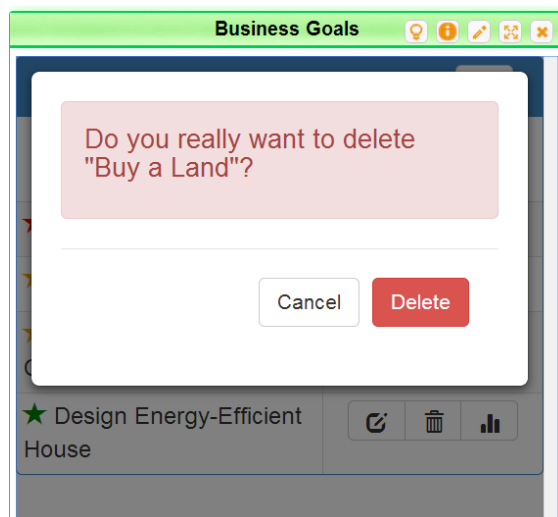 Business Goals
Do you really want to delete
"Buy a Land"?
Cancel
Delete
Design Energy-Efficient
House